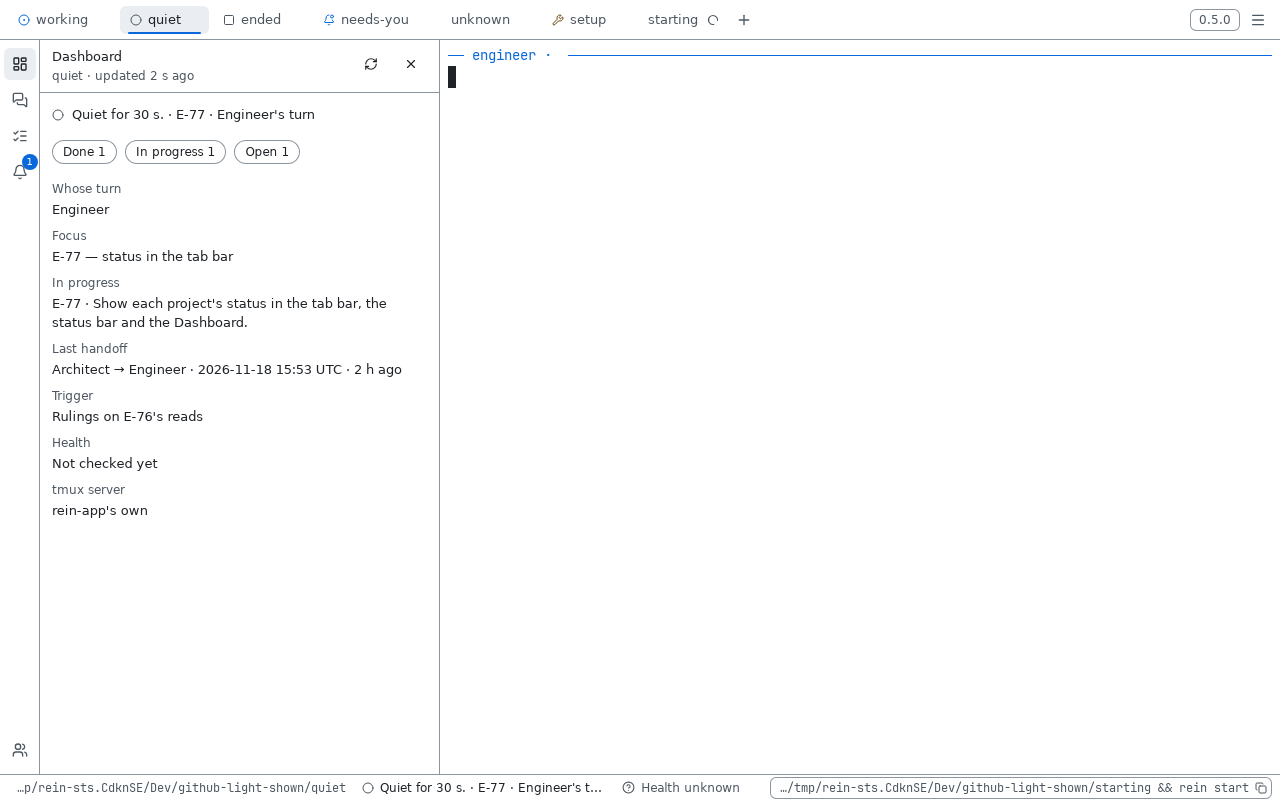 working quiet ended needs-you unknown setup starting 0.5.0
Dashboard
quiet · updated 2 s ago
engineer ·
Quiet for 30 s. · E-77 · Engineer's turn
Done 1 In progress 1 Open 1
1
Whose turn
Engineer
Focus
E-77 — status in the tab bar
In progress
E-77 · Show each project's status in the tab bar, the
status bar and the Dashboard.
Last handoff
Architect → Engineer · 2026-11-18 15:53 UTC · 2 h ago
Trigger
Rulings on E-76's reads
Health
Not checked yet
tmux server
rein-app's own
…p/rein-sts.CdknSE/Dev/github-light-shown/quiet Quiet for 30 s. · E-77 · Engineer's t… Health unknown …/tmp/rein-sts.CdknSE/Dev/github-light-shown/starting && rein start